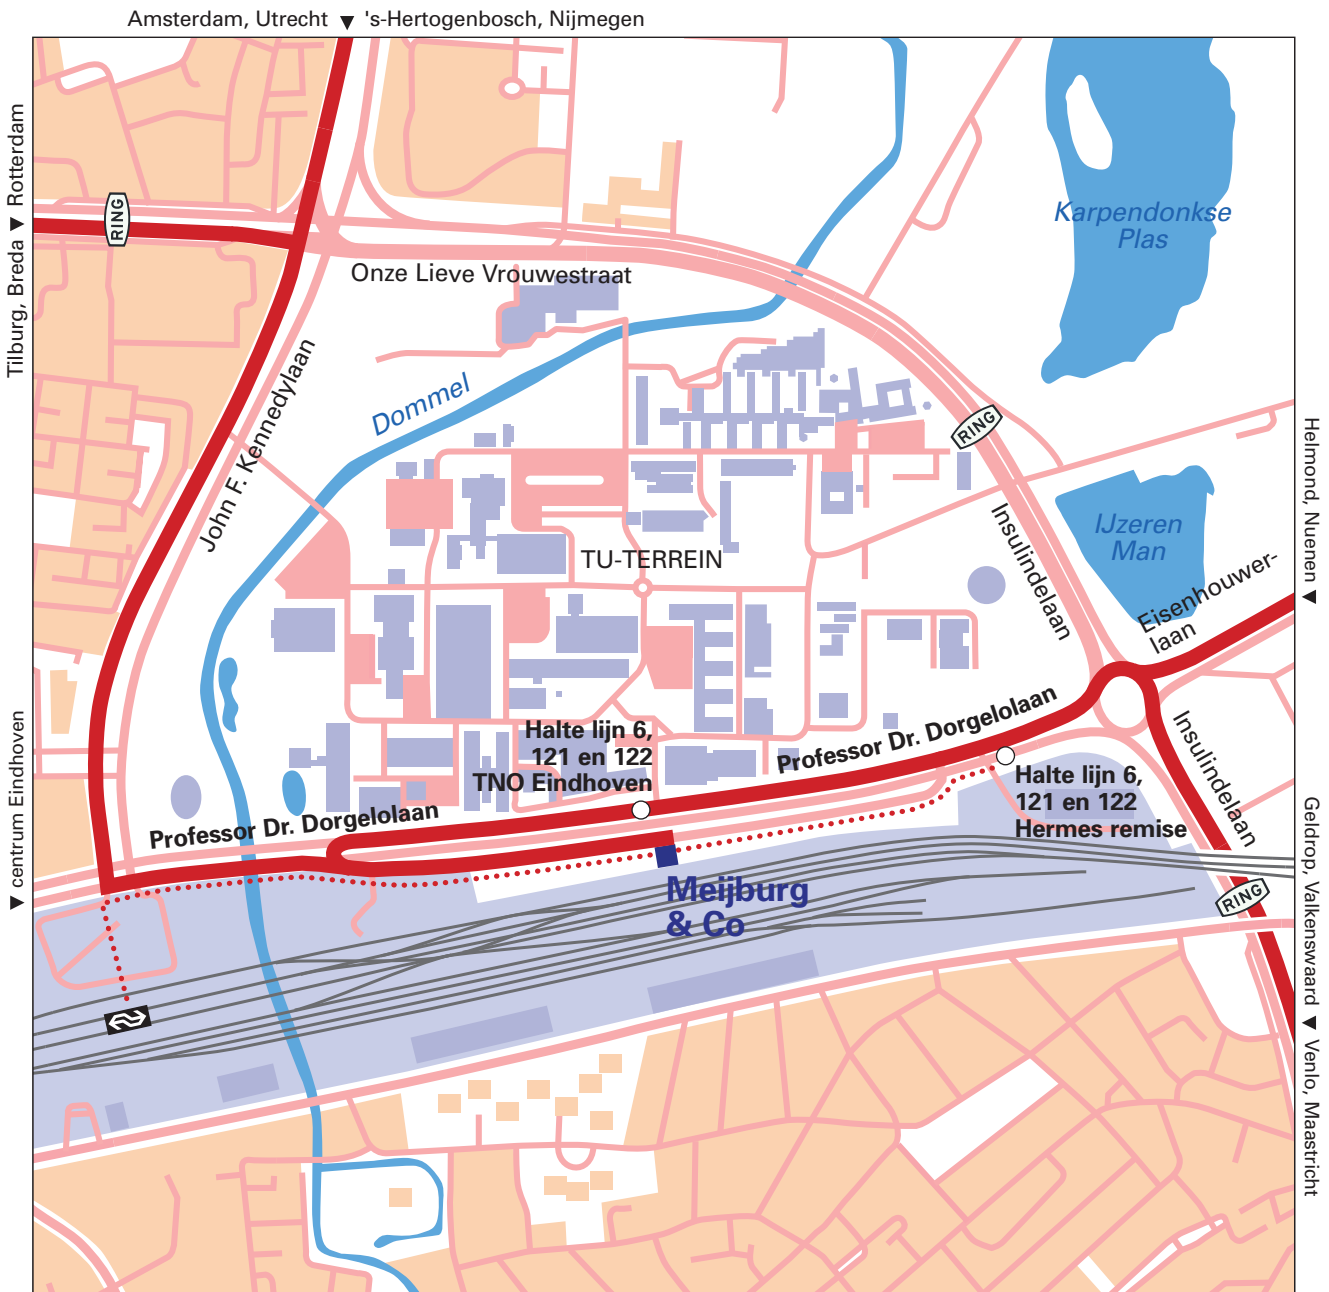 Amsterdam, Utrecht ▼ 's-Hertogenbosch, Nijmegen
Tilburg, Breda ▼ Rotterdam
RING
Karpendonkse
Plas
Onze Lieve Vrouwestraat
John F. Kennedylaan
Dommel
RING
Helmond, Nuenen ▼
IJzeren
Man
Insulindelaan
TU-TERREIN
Eisenhouwer-
laan
▼ centrum Eindhoven
Halte lijn 6,
121 en 122
TNO Eindhoven
Professor Dr. Dorgelolaan
Insulindelaan
Halte lijn 6,
121 en 122
Hermes remise
Professor Dr. Dorgelolaan
Meijburg
& Co
RING
Geldrop, Valkenswaard ▼ Venlo, Maastricht